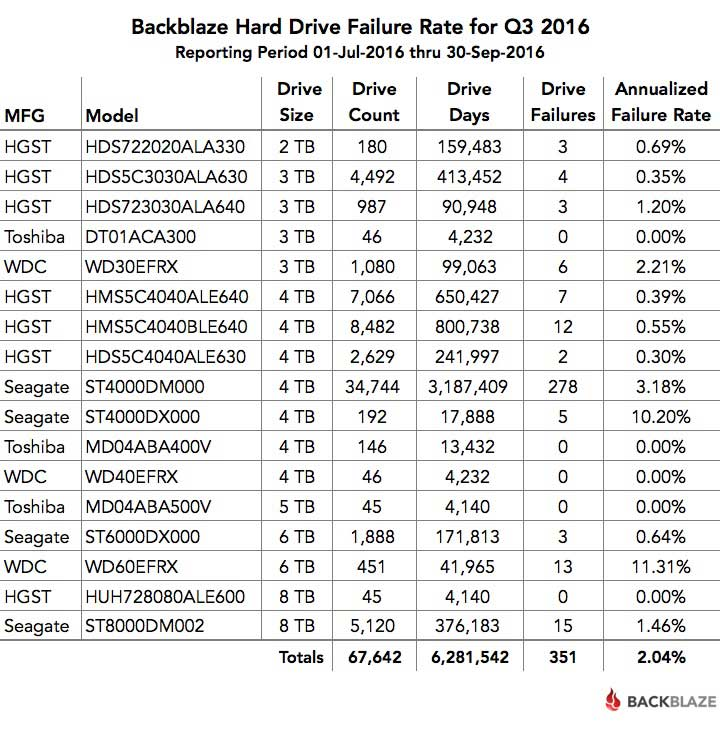 Backblaze Hard Drive Failure Rate for Q3 2016
Reporting Period 01-Jul-2016 thru 30-Sep-2016
MFG Model Drive Size Drive Count Drive Days Drive Failures Annualized Failure Rate
HGST HDS722020ALA330 2 TB 180 159,483 3 0.69%
HGST HDS5C3030ALA630 3 TB 4,492 413,452 4 0.35%
HGST HDS723030ALA640 3 TB 987 90,948 3 1.20%
Toshiba DT01ACA300 3 TB 46 4,232 0 0.00%
WDC WD30EFRX 3 TB 1,080 99,063 6 2.21%
HGST HMS5C4040ALE640 4 TB 7,066 650,427 7 0.39%
HGST HMS5C4040BLE640 4 TB 8,482 800,738 12 0.55%
HGST HDS5C4040ALE630 4 TB 2,629 241,997 2 0.30%
Seagate ST4000DM000 4 TB 34,744 3,187,409 278 3.18%
Seagate ST4000DX000 4 TB 192 17,888 5 10.20%
Toshiba MD04ABA400V 4 TB 146 13,432 0 0.00%
WDC WD40EFRX 4 TB 46 4,232 0 0.00%
Toshiba MD04ABA500V 5 TB 45 4,140 0 0.00%
Seagate ST6000DX000 6 TB 1,888 171,813 3 0.64%
WDC WD60EFRX 6 TB 451 41,965 13 11.31%
HGST HUH728080ALE600 8 TB 45 4,140 0 0.00%
Seagate ST8000DM002 8 TB 5,120 376,183 15 1.46%
Totals 67,642 6,281,542 351 2.04%
BACKBLAZE